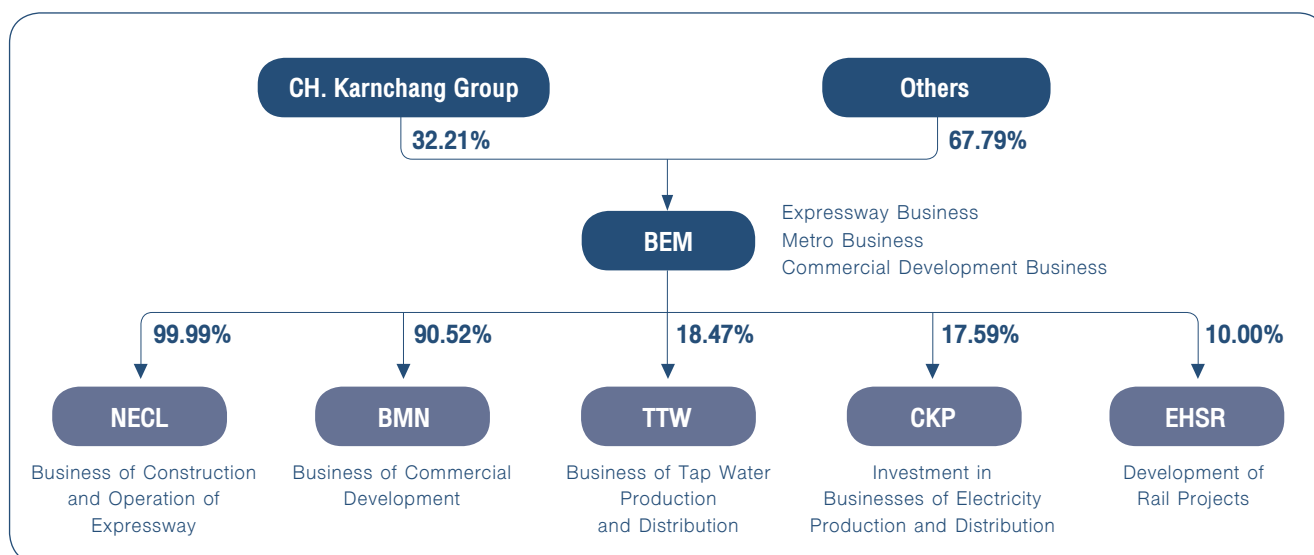 CH. Karnchang Group
Others
32.21%
67.79%
BEM
Expressway Business
Metro Business
Commercial Development Business
99.99%
90.52%
18.47%
17.59%
10.00%
NECL
BMN
TTW
CKP
EHSR
Business of Construction
and Operation of
Expressway
Business of Commercial
Development
Business of Tap Water
Production
and Distribution
Investment in
Businesses of Electricity
Production and Distribution
Development of
Rail Projects